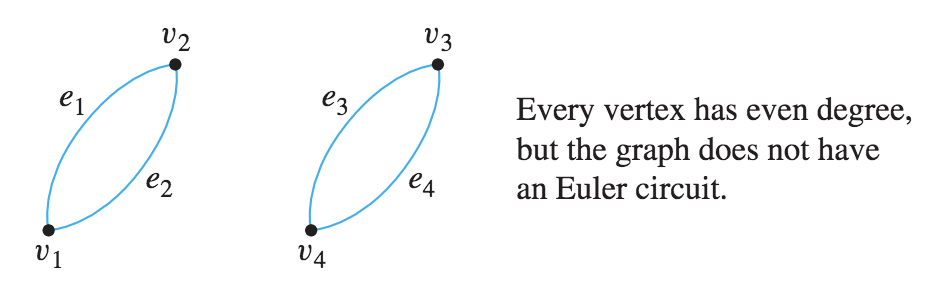 v2
v3
e1
e3
Every vertex has even degree,
but the graph does not have
e2
e4
an Euler circuit.
v1
v4